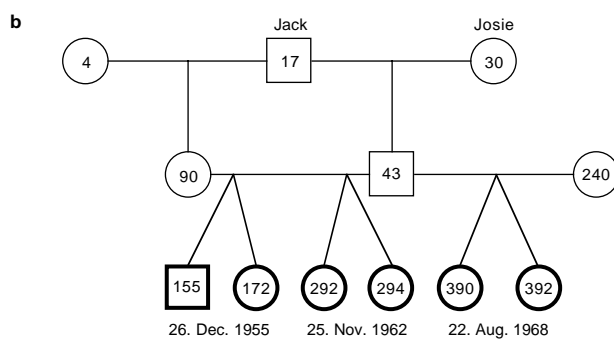 b
Jack Josie
4 17 30
90 43 240
155 172 292 294 390 392
26. Dec. 1955 25. Nov. 1962 22. Aug. 1968